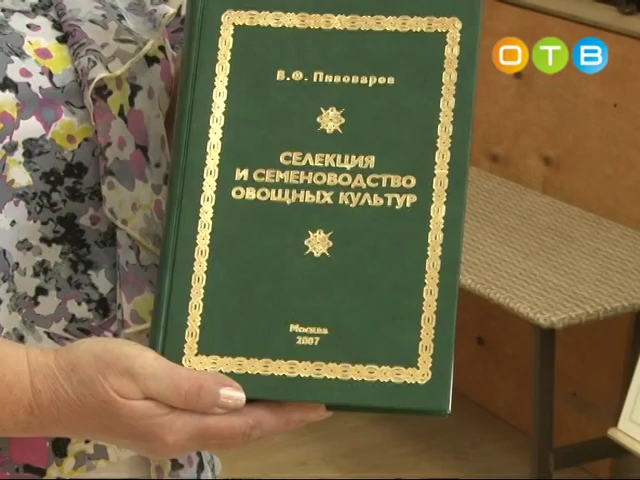 ОТВ
В.Ф. Пивоваров
СЕЛЕКЦИЯ
И СЕМЕНОВОДСТВО
ОВОЩНЫХ КУЛЬТУР
Москва
2007